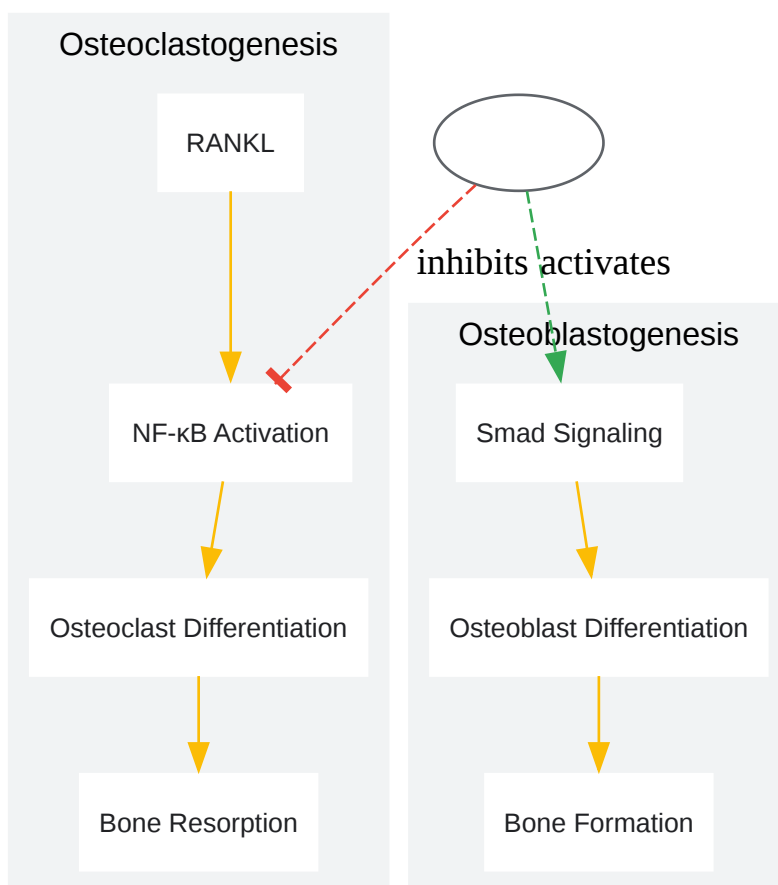 Osteoclastogenesis
RANKL
inhibits activates
Osteoblastogenesis
NF-κB Activation
Smad Signaling
Osteoclast Differentiation
Osteoblast Differentiation
Bone Resorption
Bone Formation